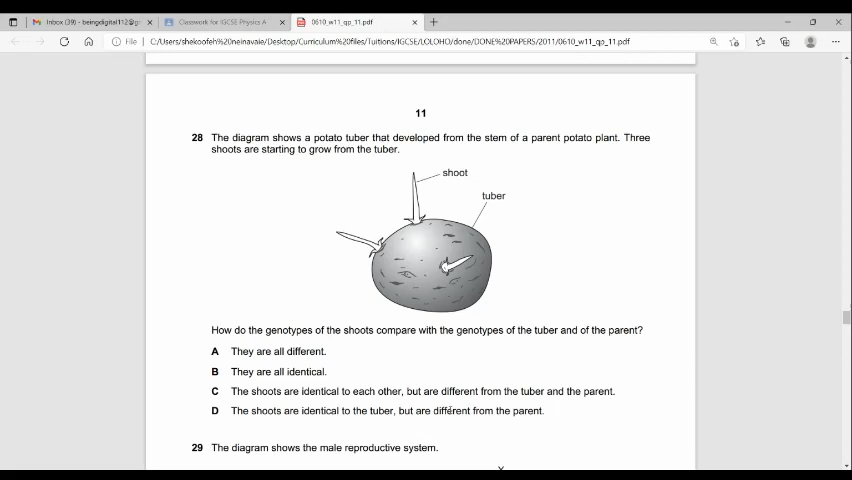 Inbox (39) - beingdigital112@g
Classwork for IGCSE Physics A
0610_w11_qp_11.pdf
File
C:/Users/shekoofeh%20neinavaie/Desktop/Curriculum%20files/Tuitions/IGCSE/LOLOHO/done/DONE%20PAPERS/2011/0610_w11_qp_11.pdf
11
28 The diagram shows a potato tuber that developed from the stem of a parent potato plant. Three
shoots are starting to grow from the tuber.
shoot
tuber
How do the genotypes of the shoots compare with the genotypes of the tuber and of the parent?
A They are all different.
B They are all identical.
C The shoots are identical to each other, but are different from the tuber and the parent.
D The shoots are identical to the tuber, but are different from the parent.
29 The diagram shows the male reproductive system.